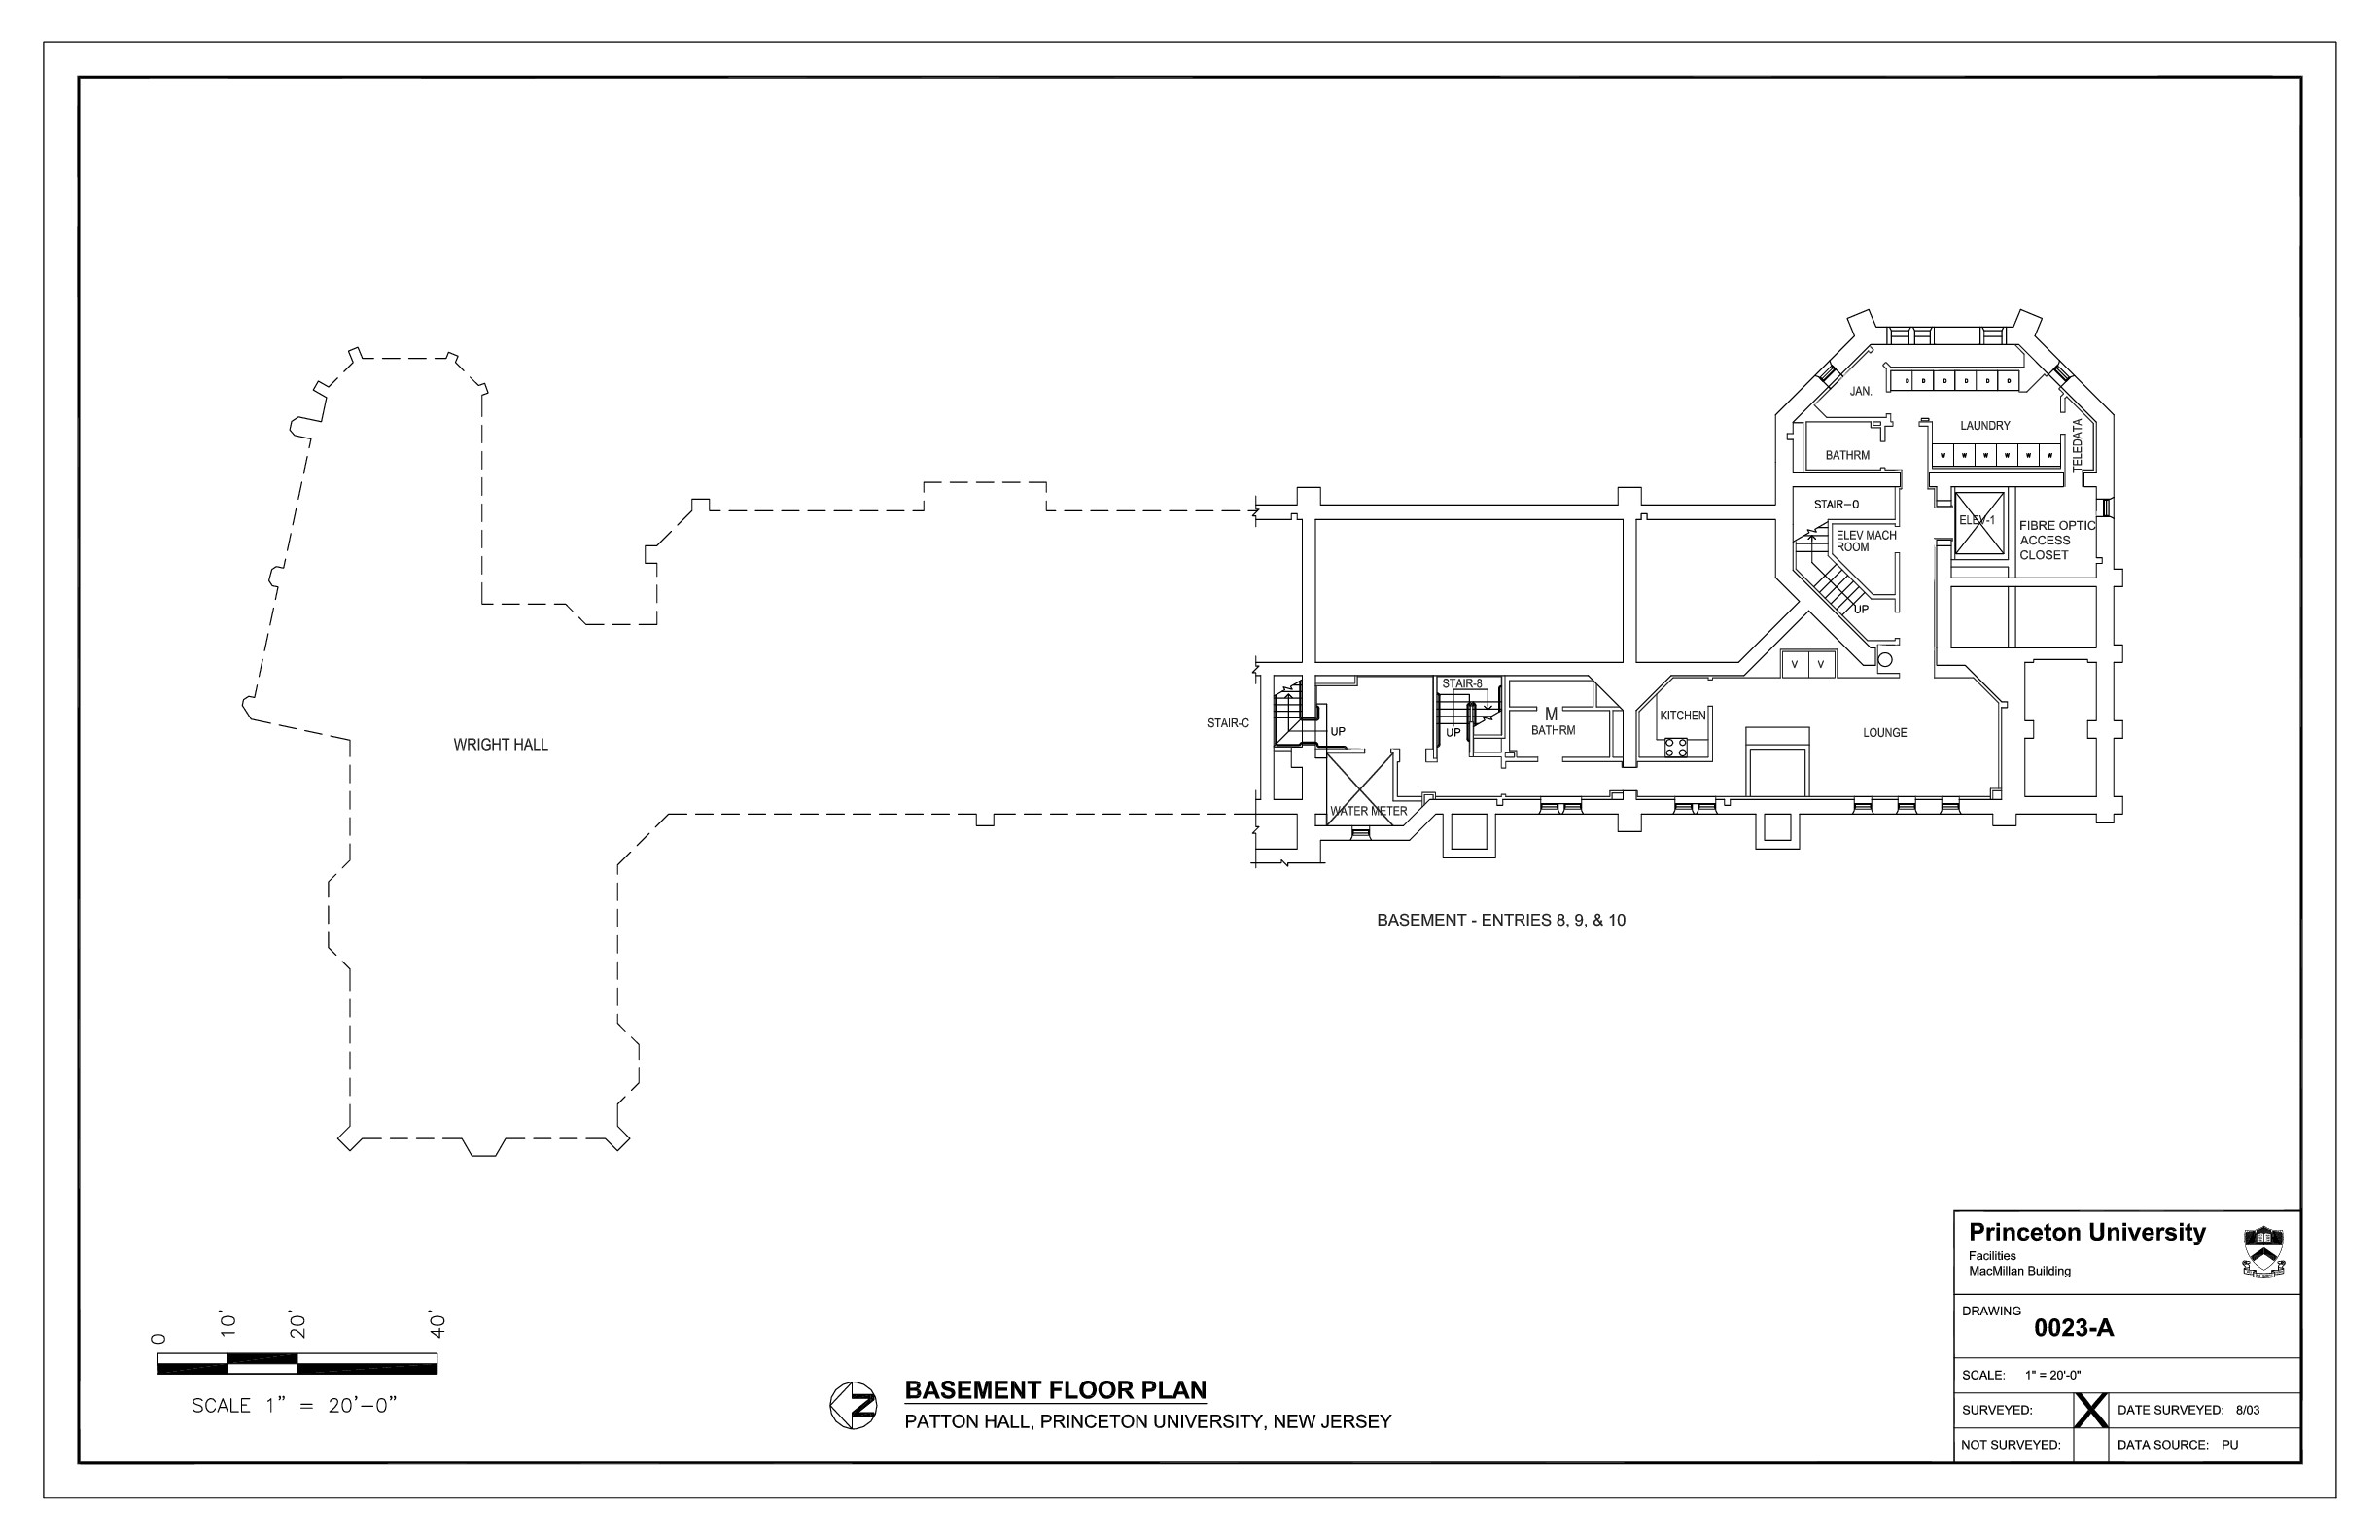 JAN.
D D D D D D
LAUNDRY
TELEDATA
BATHRM
W W W W W W
STAIR-0
ELEV-1
FIBRE OPTIC
ACCESS
CLOSET
ELEV MACH
ROOM
UP
V V
STAIR-8
STAIR-C
UP
UP
M
BATHRM
KITCHEN
LOUNGE
WRIGHT HALL
WATER METER
BASEMENT - ENTRIES 8, 9, & 10
Princeton University
Facilities
MacMillan Building
DRAWING
0023-A
SCALE: 1" = 20'-0"
SURVEYED: X DATE SURVEYED: 8/03
NOT SURVEYED: DATA SOURCE: PU
0 10' 20' 40'
SCALE 1" = 20'-0"
N
BASEMENT FLOOR PLAN
PATTON HALL, PRINCETON UNIVERSITY, NEW JERSEY